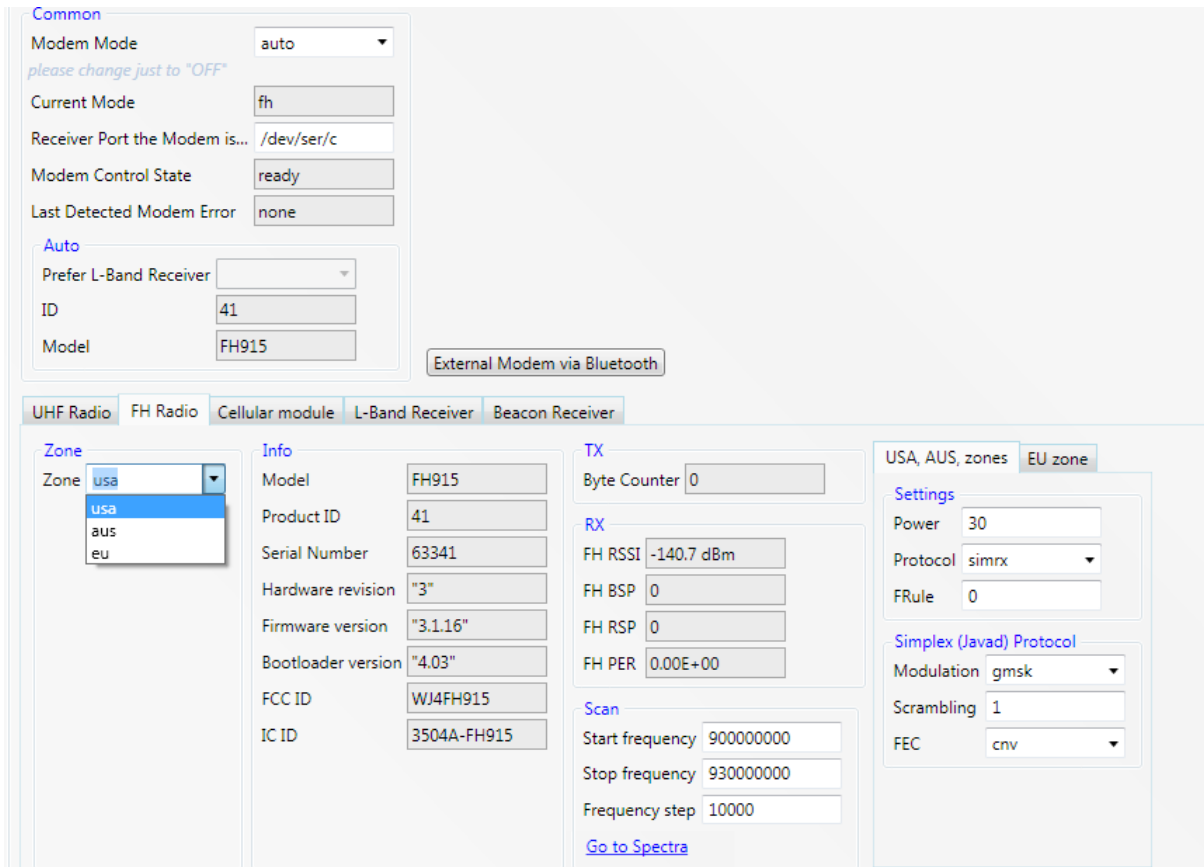 Common
Modem Mode auto
please change just to "OFF"
Current Mode fh
Receiver Port the Modem is... /dev/ser/c
Modem Control State ready
Last Detected Modem Error none
Auto
Prefer L-Band Receiver
ID 41
Model FH915
External Modem via Bluetooth
UHF Radio FH Radio Cellular module L-Band Receiver Beacon Receiver
Zone
Zone usa
usa
aus
eu
Info
Model FH915
Product ID 41
Serial Number 63341
Hardware revision "3"
Firmware version "3.1.16"
Bootloader version "4.03"
FCC ID WJ4FH915
IC ID 3504A-FH915
TX
Byte Counter 0
RX
FH RSSI -140.7 dBm
FH BSP 0
FH RSP 0
FH PER 0.00E+00
Scan
Start frequency 900000000
Stop frequency 930000000
Frequency step 10000
Go to Spectra
USA, AUS, zones EU zone
Settings
Power 30
Protocol simrx
FRule 0
Simplex (Javad) Protocol
Modulation gmsk
Scrambling 1
FEC cnv